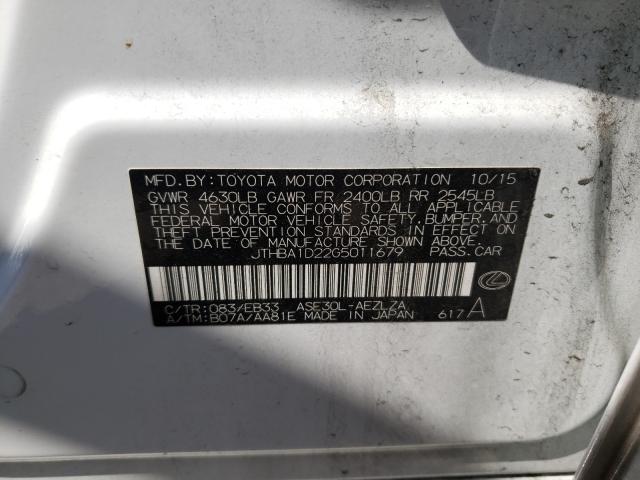 MFD.BY:TOYOTA MOTOR CORPORATION 10/15
GVWR 4630LB GAWR FR 2400LB RR 2545LB
THIS VEHICLE CONFORMS TO ALL APPLICABLE
FEDERAL MOTOR VEHICLE SAFETY, BUMPER, AND
THEFT PREVENTION STANDARDS IN EFFECT ON
THE DATE OF MANUFACTURE SHOWN ABOVE.
JTHBA1D22G5011679 PASS.CAR
C/TR: 083/EB33 ASE30L-AEZLZA
A/TM: B07A/AA81E MADE IN JAPAN 617A